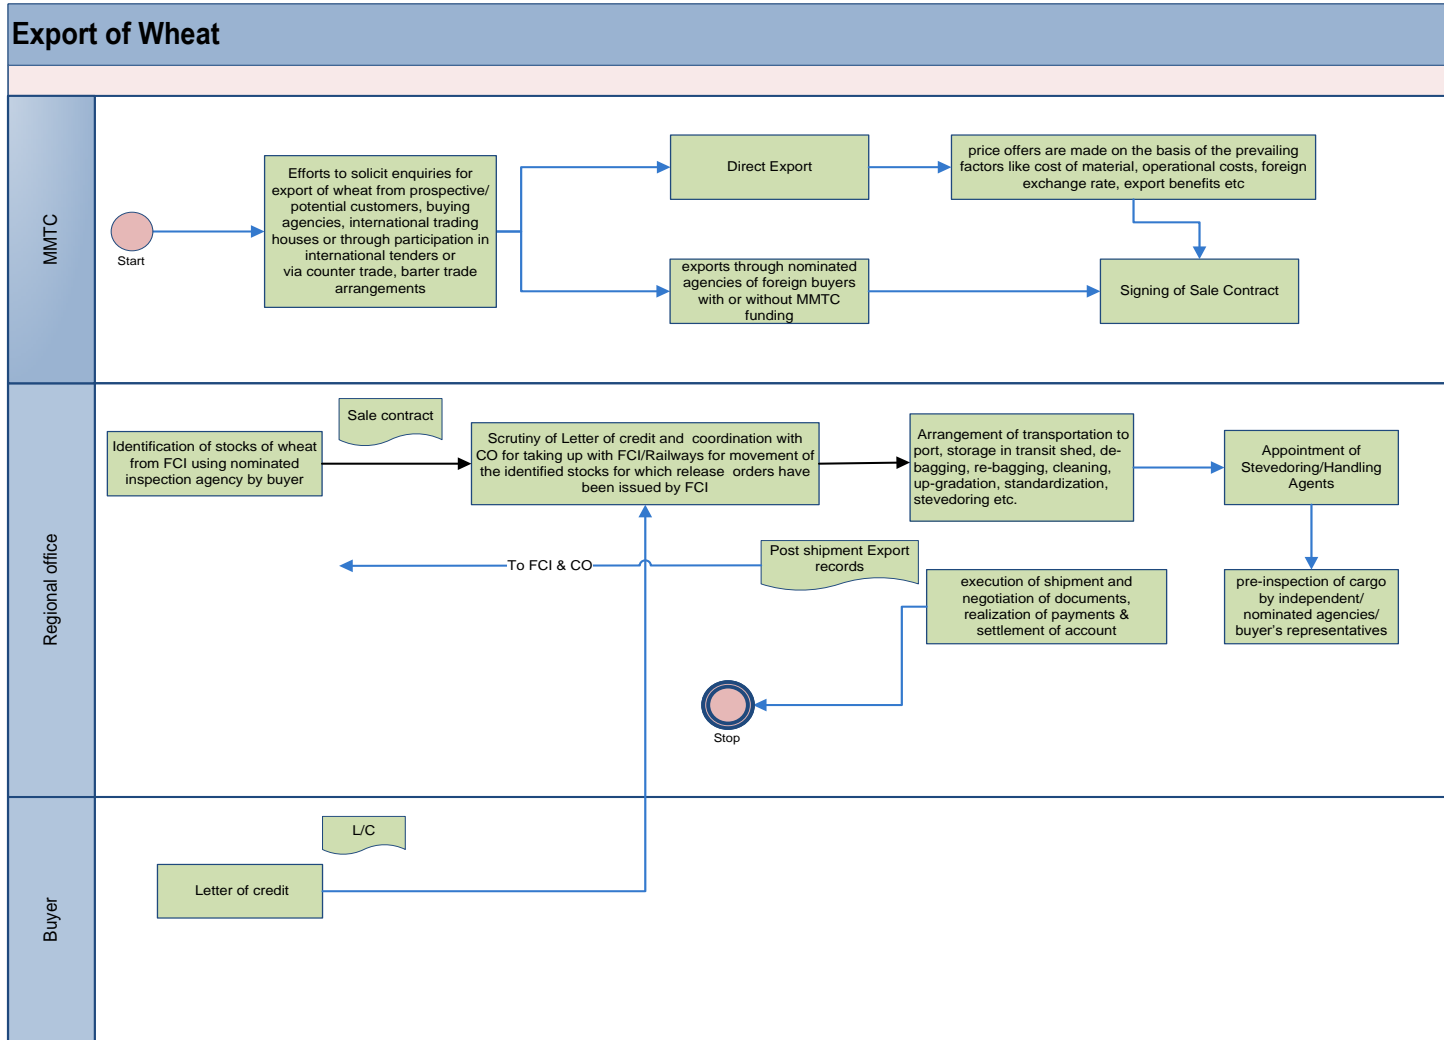 Export of Wheat
MMTC
Start
Efforts to solicit enquiries for
export of wheat from prospective/
potential customers, buying
agencies, international trading
houses or through participation in
international tenders or
via counter trade, barter trade
arrangements
Direct Export
price offers are made on the basis of the prevailing
factors like cost of material, operational costs, foreign
exchange rate, export benefits etc
exports through nominated
agencies of foreign buyers
with or without MMTC
funding
Signing of Sale Contract
Regional office
Identification of stocks of wheat
from FCI using nominated
inspection agency by buyer
Sale contract
Scrutiny of Letter of credit and coordination with
CO for taking up with FCI/Railways for movement of
the identified stocks for which release orders have
been issued by FCI
Arrangement of transportation to
port, storage in transit shed, de-
bagging, re-bagging, cleaning,
up-gradation, standardization,
stevedoring etc.
Appointment of
Stevedoring/Handling
Agents
To FCI & CO
Post shipment Export
records
execution of shipment and
negotiation of documents,
realization of payments &
settlement of account
pre-inspection of cargo
by independent/
nominated agencies/
buyer's representatives
Stop
Buyer
L/C
Letter of credit